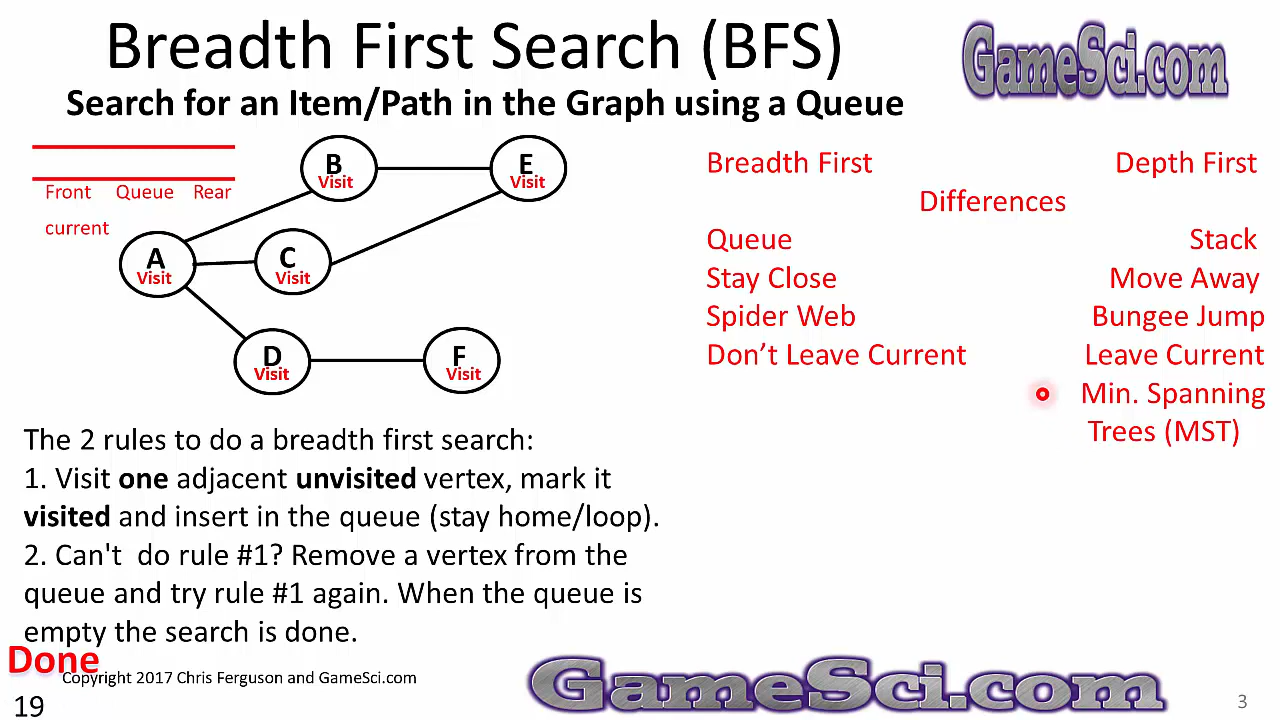 Breadth First Search (BFS)
GameSci.com
Search for an Item/Path in the Graph using a Queue
Front Queue Rear
current
B
Visit
E
Visit
A
Visit
C
Visit
D
Visit
F
Visit
Breadth First Depth First
Differences
Queue Stack
Stay Close Move Away
Spider Web Bungee Jump
Don’t Leave Current Leave Current
Min. Spanning
Trees (MST)
The 2 rules to do a breadth first search:
1. Visit one adjacent unvisited vertex, mark it
visited and insert in the queue (stay home/loop).
2. Can't do rule #1? Remove a vertex from the
queue and try rule #1 again. When the queue is
empty the search is done.
Done
Copyright 2017 Chris Ferguson and GameSci.com
19
GameSci.com
3